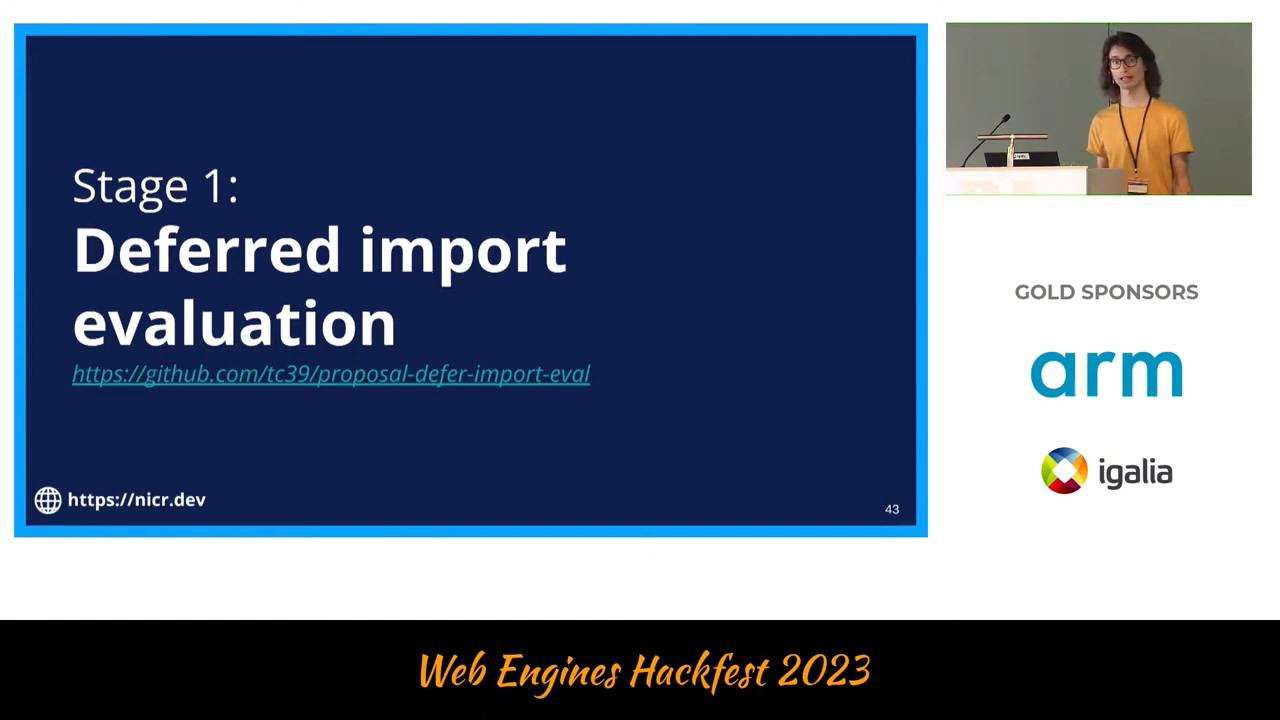 Stage 1:
Deferred import
evaluation
https://github.com/tc39/proposal-defer-import-eval
https://nicr.dev
43
GOLD SPONSORS
arm
igalia
Web Engines Hackfest 2023